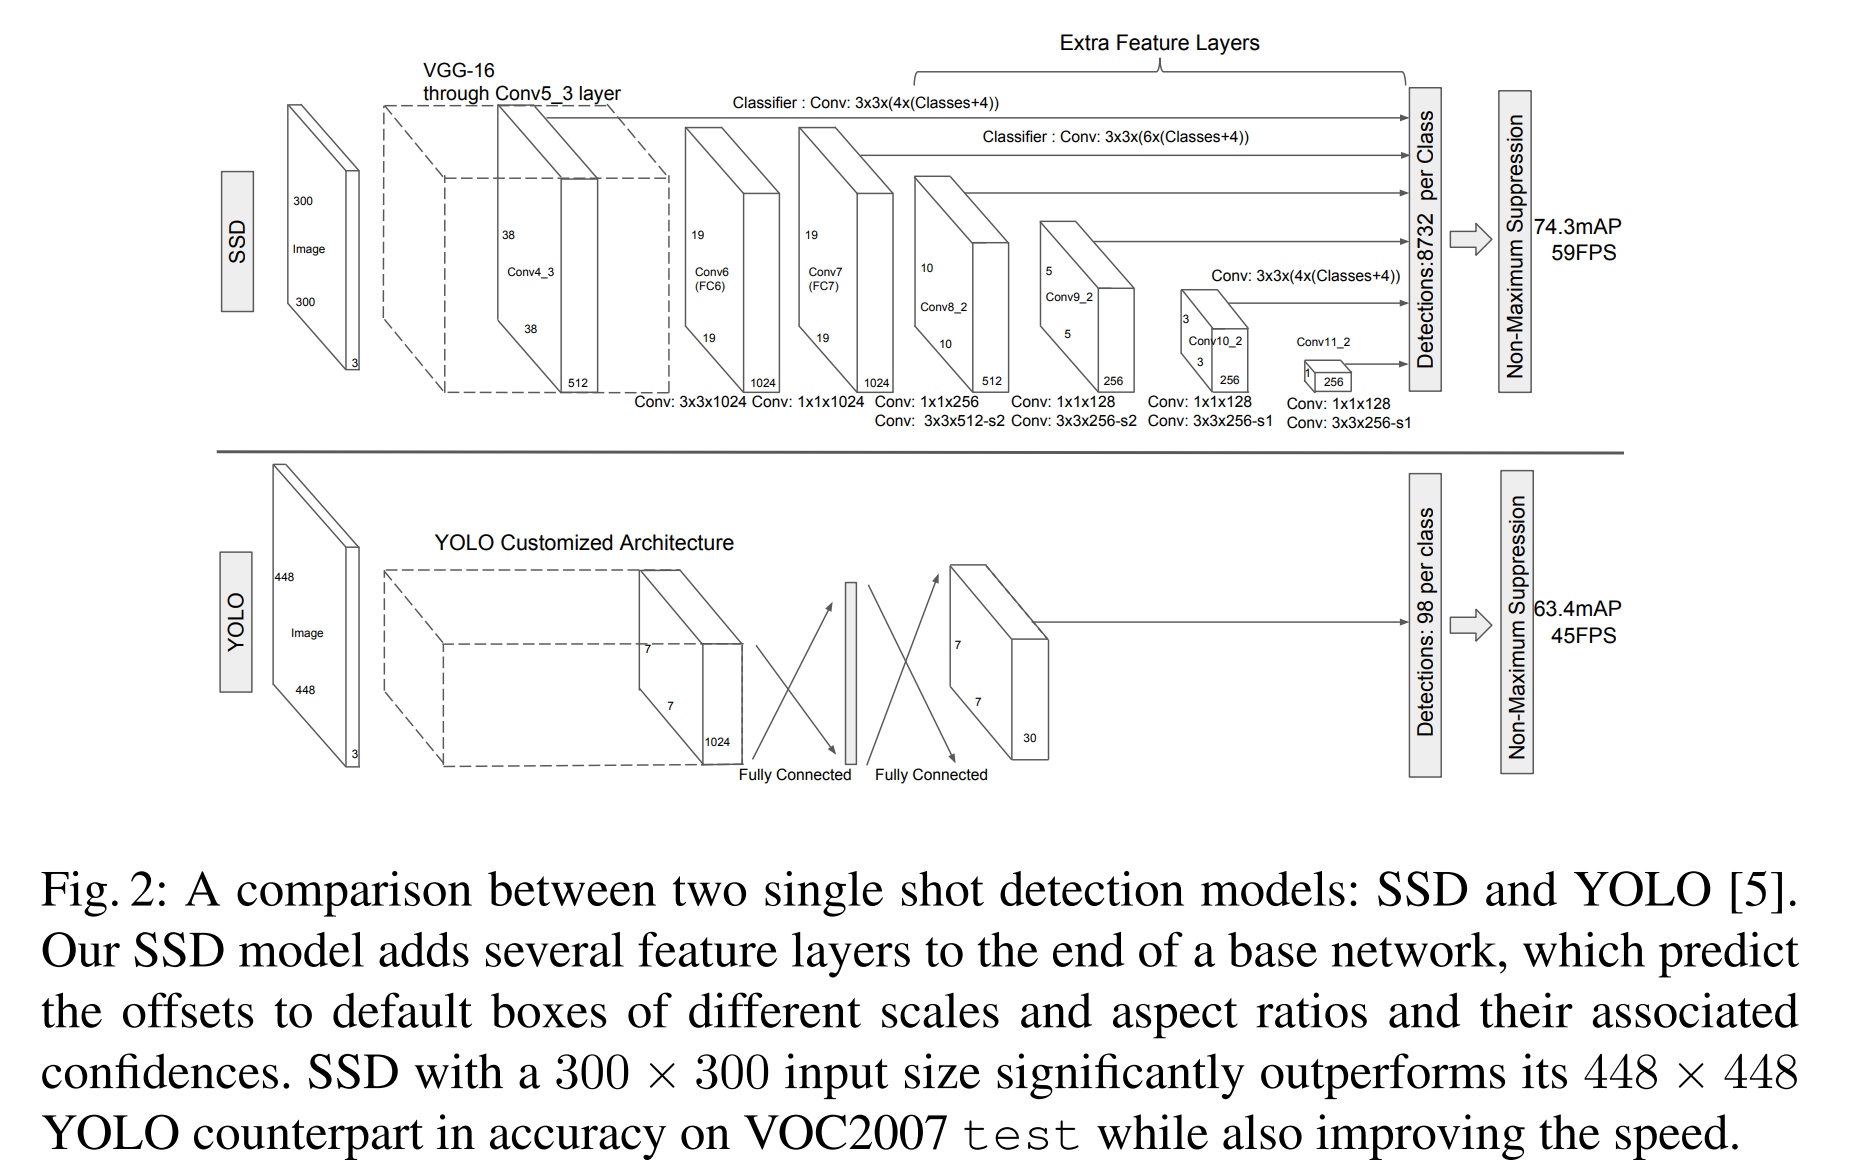 Extra Feature Layers
VGG-16
through Conv5_3 layer
Classifier : Conv: 3x3x(4x(Classes+4))
Classifier : Conv: 3x3x(6x(Classes+4))
SSD
300
Image
300
3
38
Conv4_3
38
512
19
Conv6
(FC6)
19
1024
19
Conv7
(FC7)
19
1024
10
Conv8_2
10
512
5
Conv9_2
5
256
Conv: 3x3x(4x(Classes+4))
3
Conv10_2
3
256
Conv11_2
1
256
Detections:8732 per Class
Non-Maximum Suppression
74.3mAP
59FPS
Conv: 3x3x1024
Conv: 1x1x1024
Conv: 1x1x256
Conv: 3x3x512-s2
Conv: 1x1x128
Conv: 3x3x256-s2
Conv: 1x1x128
Conv: 3x3x256-s1
Conv: 1x1x128
Conv: 3x3x256-s1
YOLO
448
Image
448
3
YOLO Customized Architecture
7
7
1024
Fully Connected
Fully Connected
7
7
30
Detections: 98 per class
Non-Maximum Suppression
63.4mAP
45FPS
Fig. 2: A comparison between two single shot detection models: SSD and YOLO [5].
Our SSD model adds several feature layers to the end of a base network, which predict
the offsets to default boxes of different scales and aspect ratios and their associated
confidences. SSD with a 300 × 300 input size significantly outperforms its 448 × 448
YOLO counterpart in accuracy on VOC2007 test while also improving the speed.